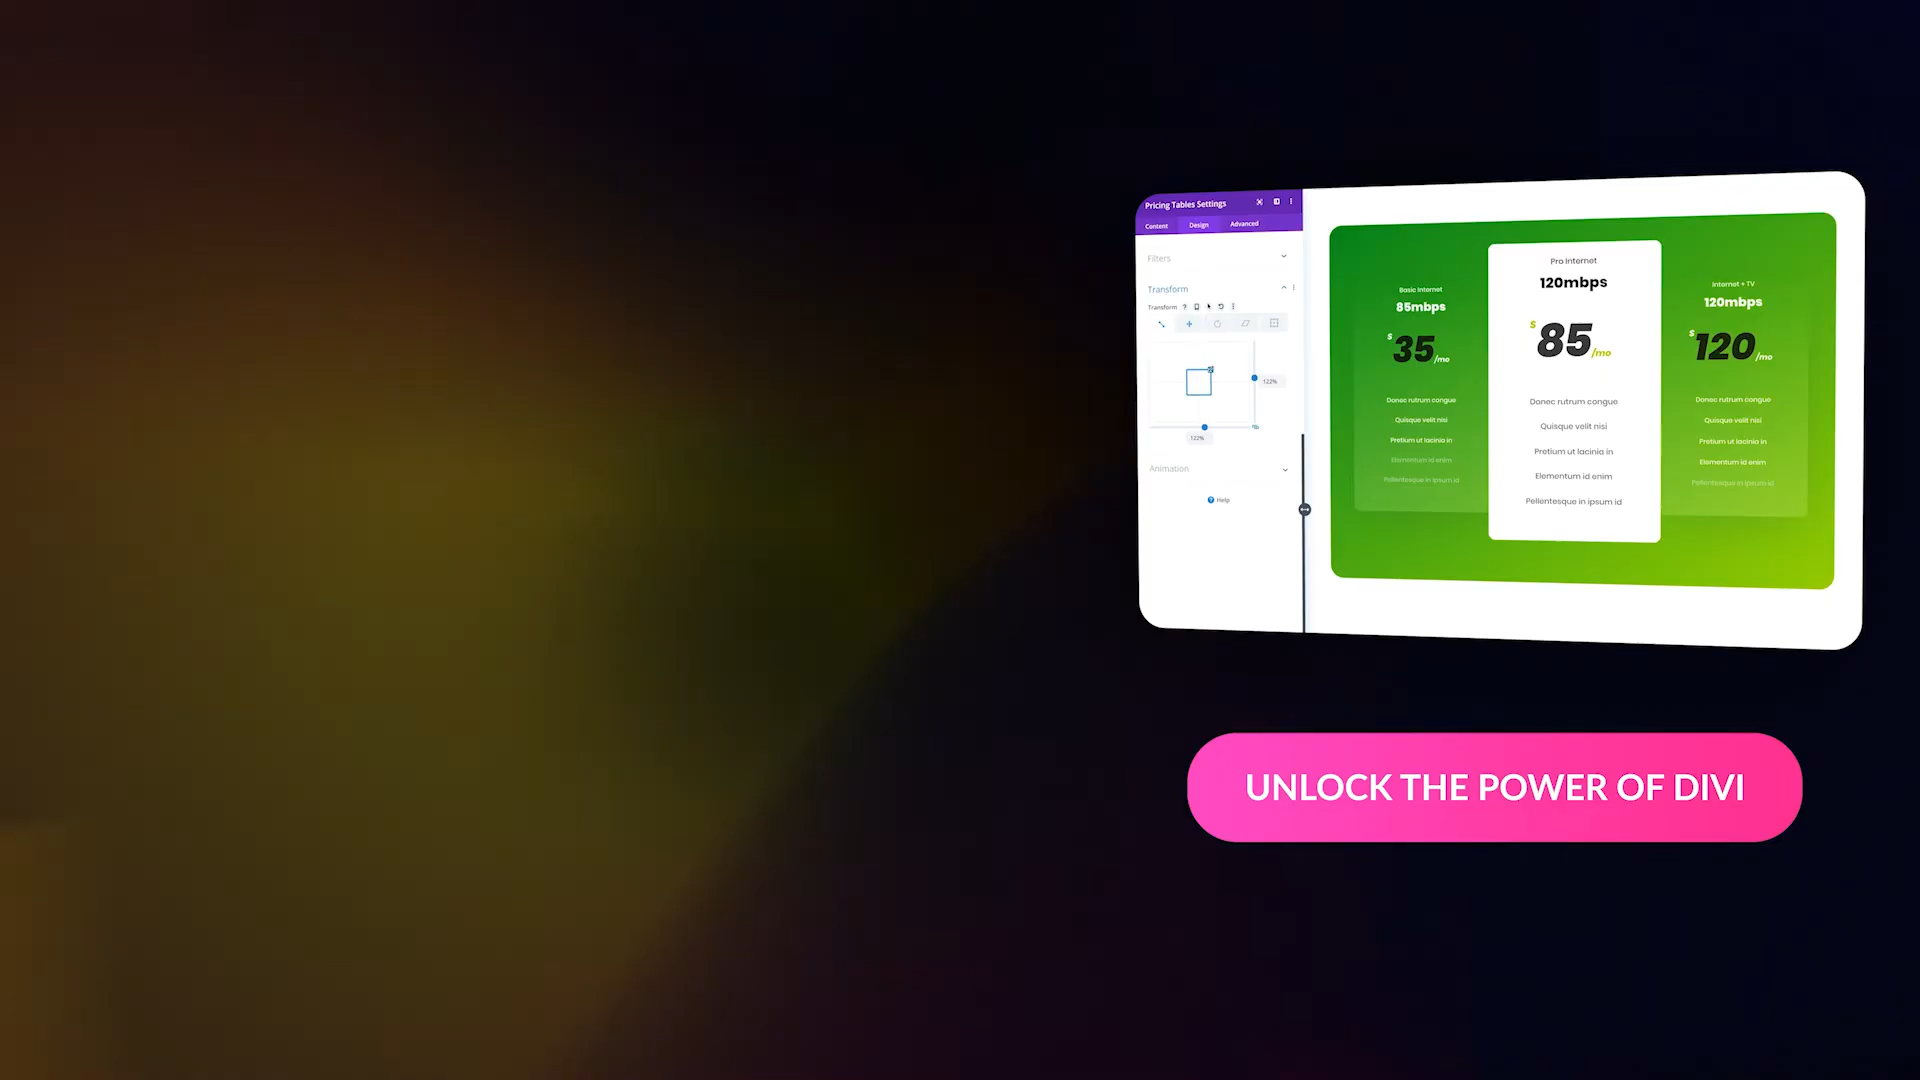 Pricing Tables Settings
Content Design Advanced
Filters
Transform
Transform
122%
122%
Animation
Help
Basic Internet
85mbps
$35/mo
Donec rutrum congue
Quisque velit nisi
Pretium ut lacinia in
Elementum id enim
Pellentesque in ipsum id
Pro Internet
120mbps
$85/mo
Donec rutrum congue
Quisque velit nisi
Pretium ut lacinia in
Elementum id enim
Pellentesque in ipsum id
Internet + TV
120mbps
$120/mo
Donec rutrum congue
Quisque velit nisi
Pretium ut lacinia in
Elementum id enim
Pellentesque in ipsum id
UNLOCK THE POWER OF DIVI